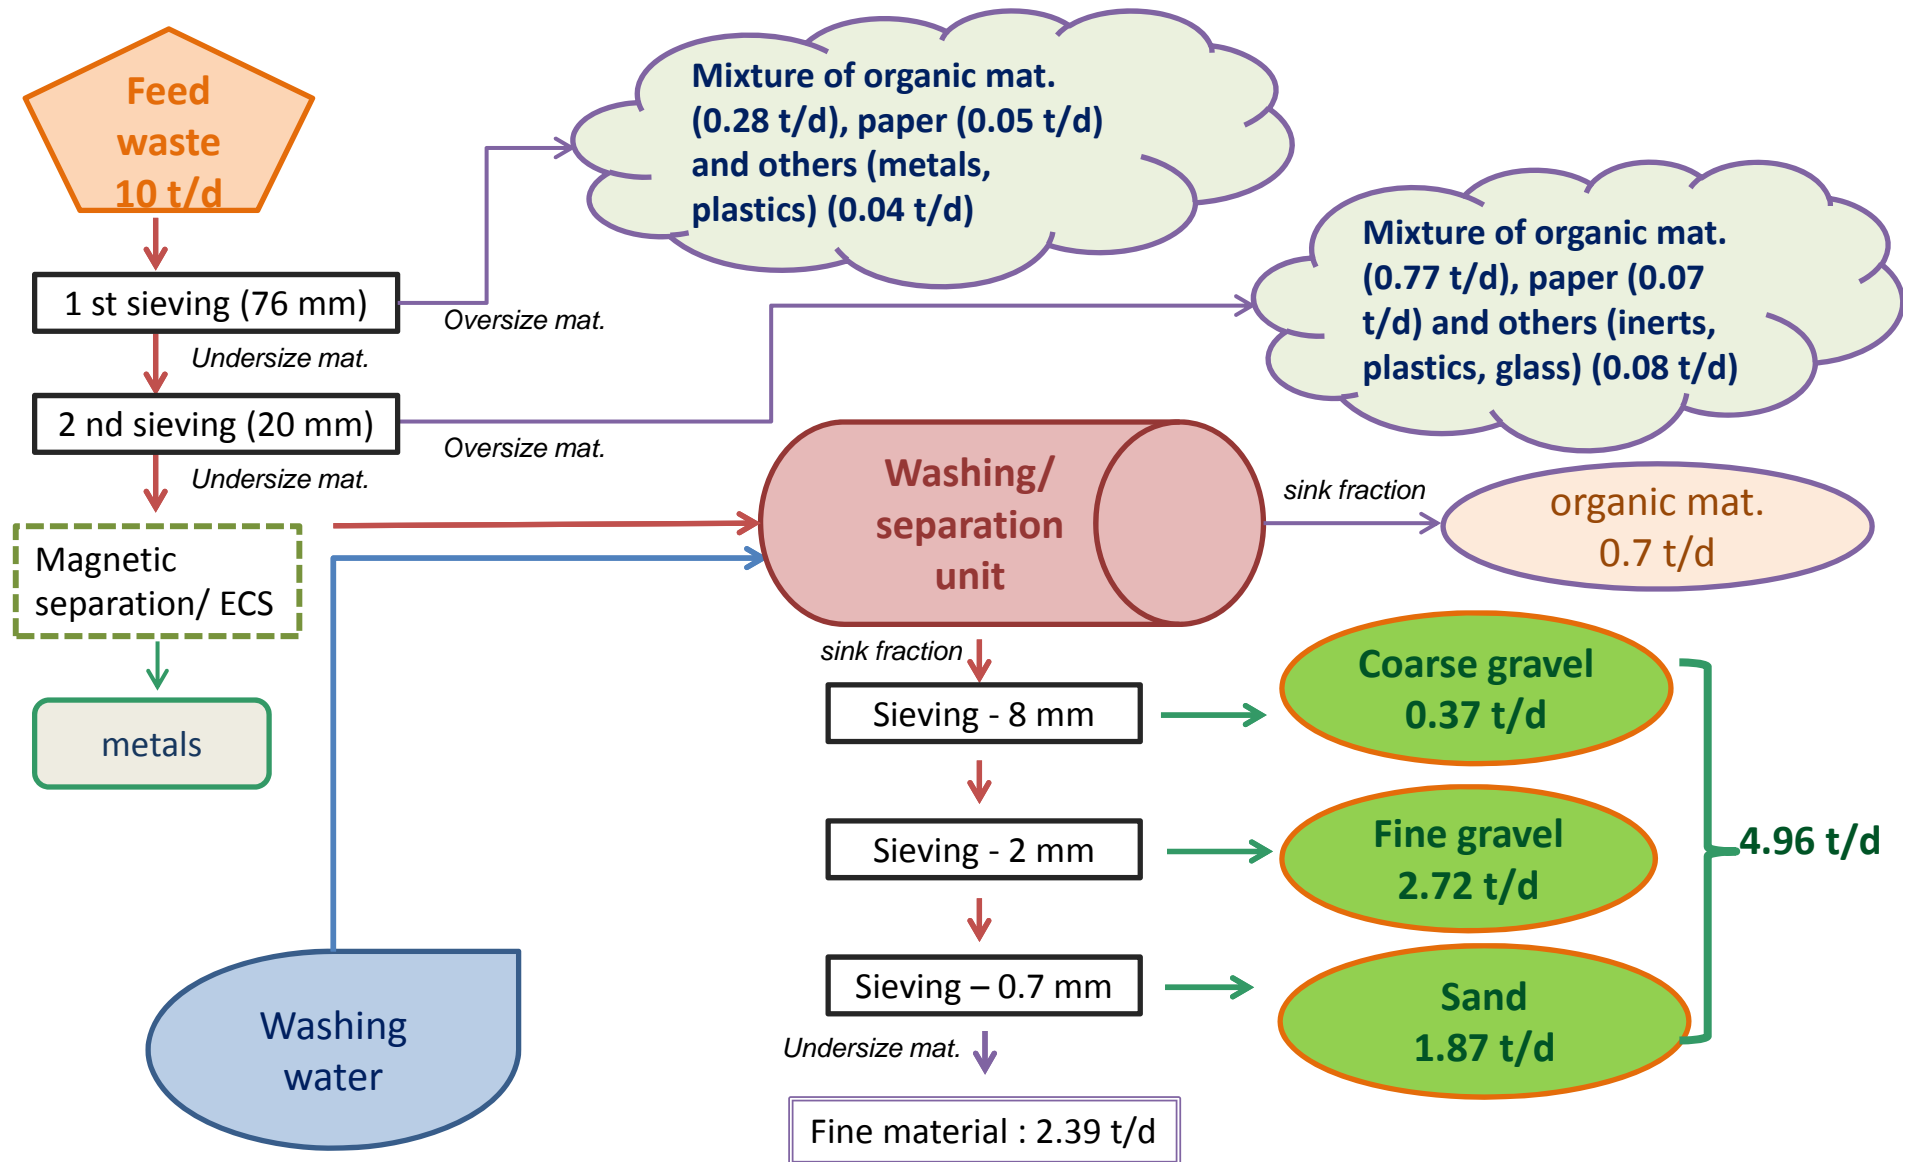 Feed
waste
10 t/d
Mixture of organic mat.
(0.28 t/d), paper (0.05 t/d)
and others (metals,
plastics) (0.04 t/d)
Mixture of organic mat.
(0.77 t/d), paper (0.07
t/d) and others (inerts,
plastics, glass) (0.08 t/d)
1 st sieving (76 mm)
Oversize mat.
Undersize mat.
2 nd sieving (20 mm)
Oversize mat.
Undersize mat.
Magnetic
separation/ ECS
metals
Washing
water
Washing/
separation
unit
sink fraction
organic mat.
0.7 t/d
sink fraction
Sieving - 8 mm
Coarse gravel
0.37 t/d
Sieving - 2 mm
Fine gravel
2.72 t/d
4.96 t/d
Sieving – 0.7 mm
Sand
1.87 t/d
Undersize mat.
Fine material : 2.39 t/d